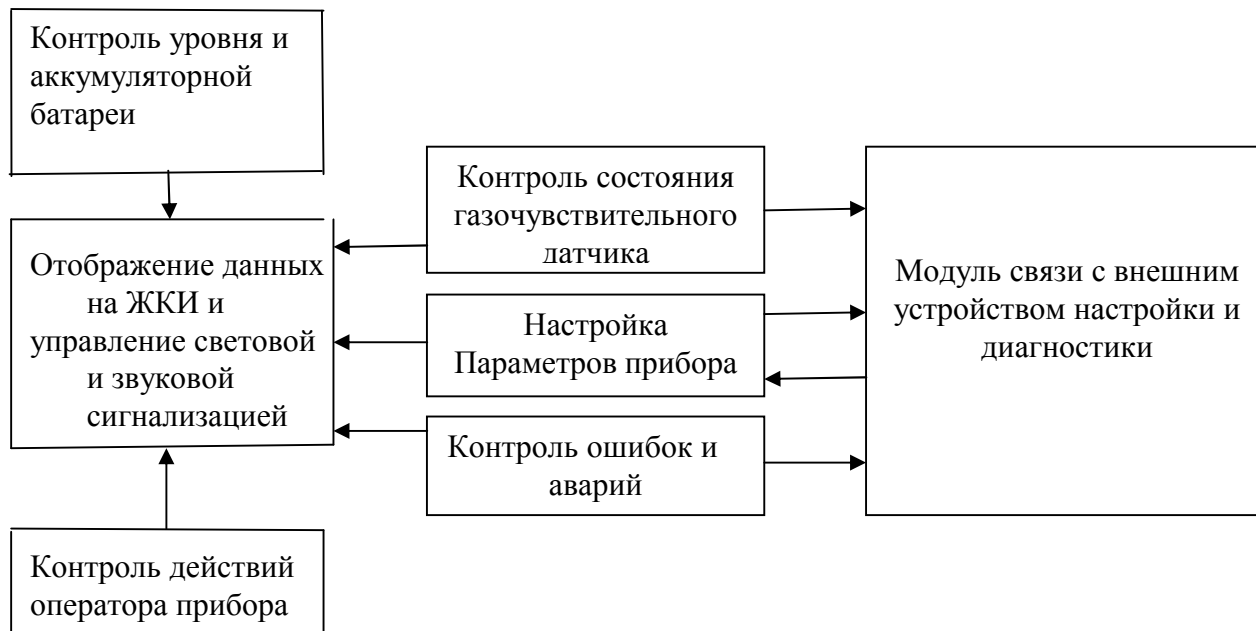 Контроль уровня и
аккумуляторной
батареи
Отображение данных
на ЖКИ и
управление световой
и звуковой
сигнализацией
Контроль действий
оператора прибора
Контроль состояния
газочувствительного
датчика
Настройка
Параметров прибора
Контроль ошибок и
аварий
Модуль связи с внешним
устройством настройки и
диагностики